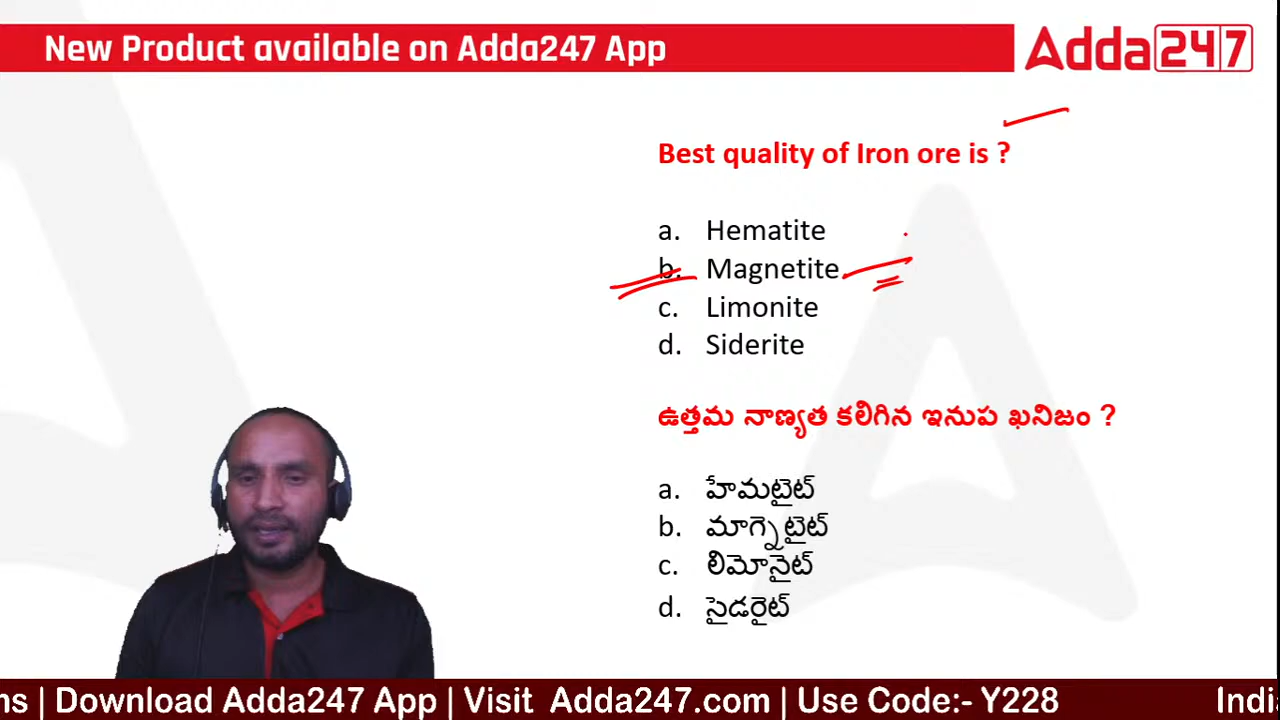 New Product available on Adda247 App
Adda247
Best quality of Iron ore is ?
a. Hematite
b. Magnetite
c. Limonite
d. Siderite
ఉత్తమ నాణ్యత కలిగిన ఇనుప ఖనిజం ?
a. హేమటైట్
b. మాగ్నెటైట్
c. లిమోనైట్
d. సైడరైట్
ns | Download Adda247 App | Visit Adda247.com | Use Code:- Y228 Indi